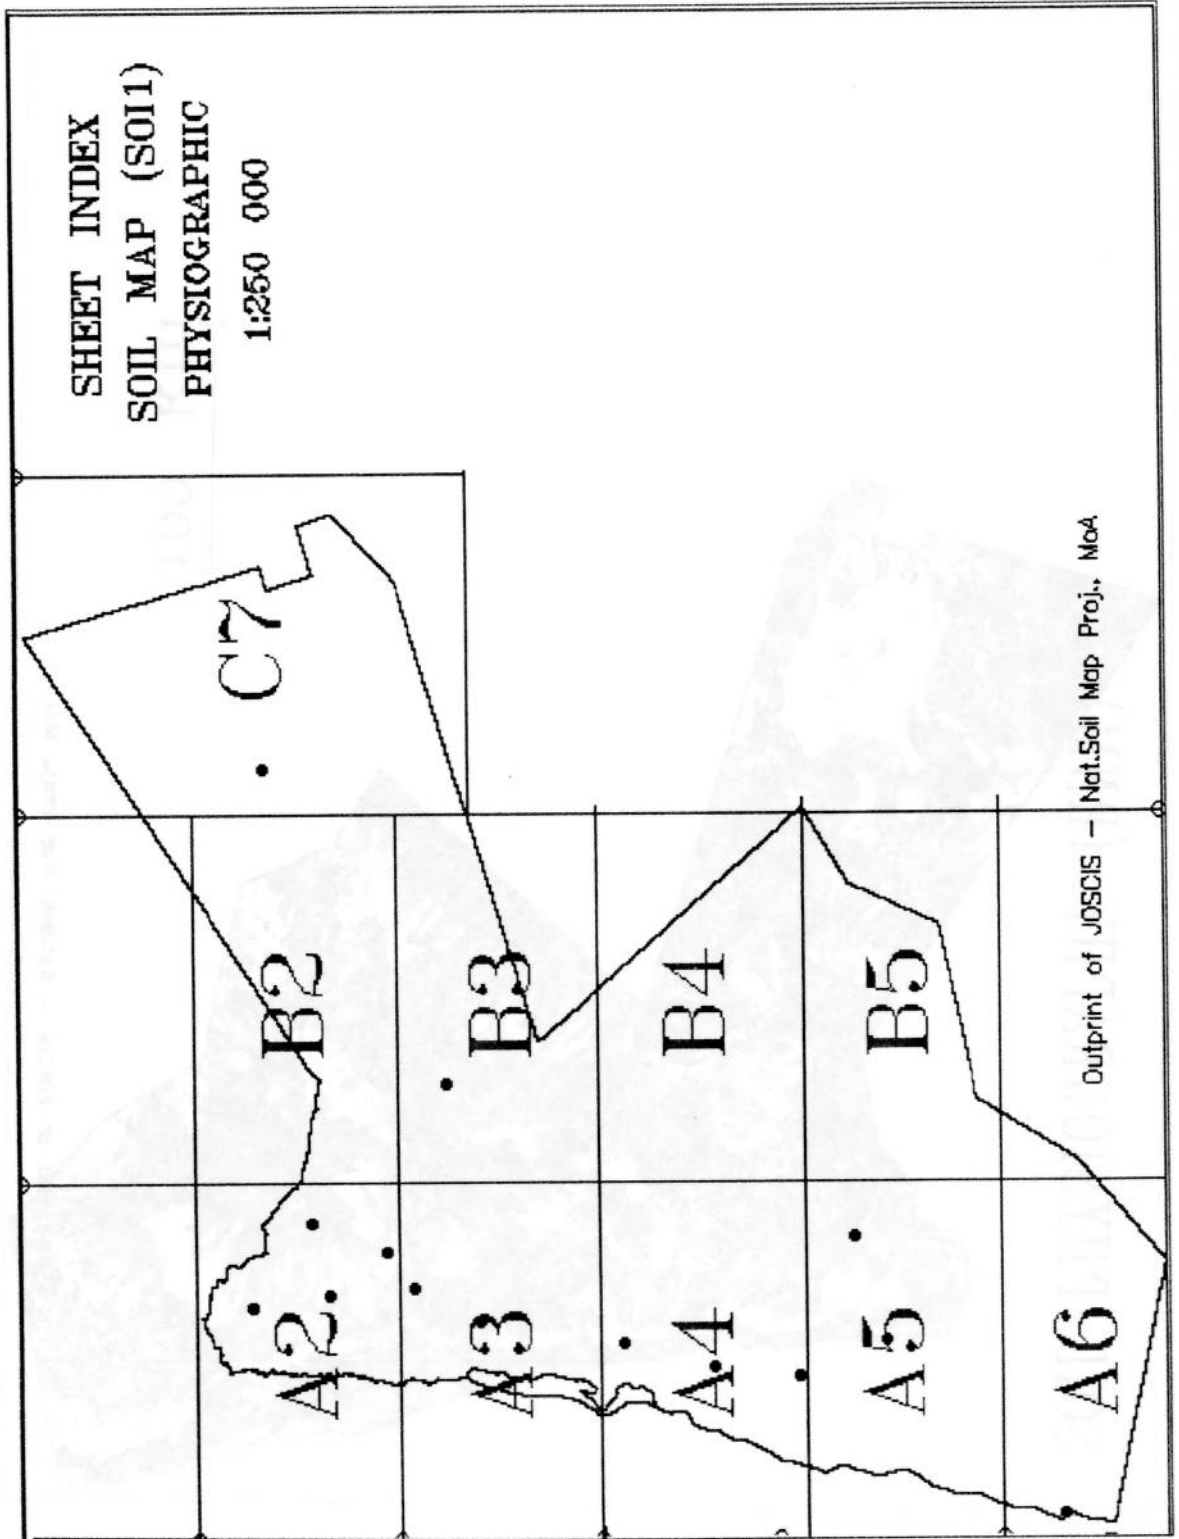 SHEET INDEX
SOIL MAP (SOI1)
PHYSIOGRAPHIC
1:250 000
C7
A2 B2
A3 B3
A4 B4
A5 B5
A6
Outprint of JOSCIS - Nat.Soil Map Proj., MoA